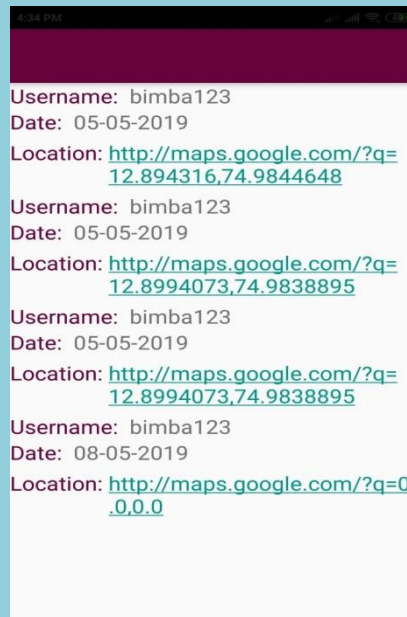 4:34 PM
Username: bimba123
Date: 05-05-2019
Location: http://maps.google.com/?q=
12.894316,74.9844648
Username: bimba123
Date: 05-05-2019
Location: http://maps.google.com/?q=
12.8994073,74.9838895
Username: bimba123
Date: 05-05-2019
Location: http://maps.google.com/?q=
12.8994073,74.9838895
Username: bimba123
Date: 08-05-2019
Location: http://maps.google.com/?q=0
.0,0.0